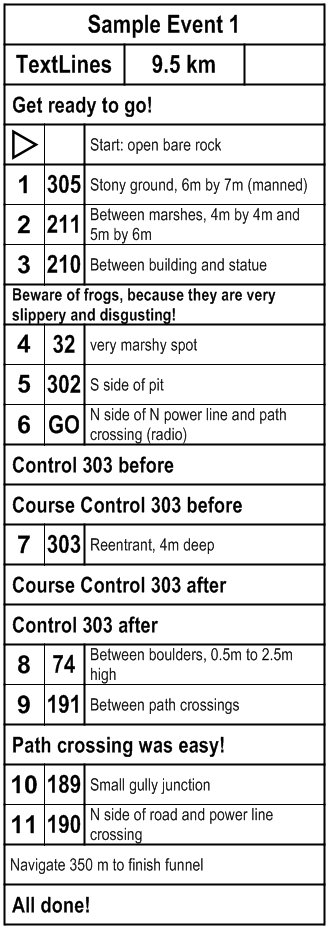 Sample Event 1
TextLines 9.5 km
Get ready to go!
Start: open bare rock
1 305 Stony ground, 6m by 7m (manned)
2 211 Between marshes, 4m by 4m and
5m by 6m
3 210 Between building and statue
Beware of frogs, because they are very
slippery and disgusting!
4 32 very marshy spot
5 302 S side of pit
6 GO N side of N power line and path
crossing (radio)
Control 303 before
Course Control 303 before
7 303 Reentrant, 4m deep
Course Control 303 after
Control 303 after
8 74 Between boulders, 0.5m to 2.5m
high
9 191 Between path crossings
Path crossing was easy!
10 189 Small gully junction
11 190 N side of road and power line
crossing
Navigate 350 m to finish funnel
All done!